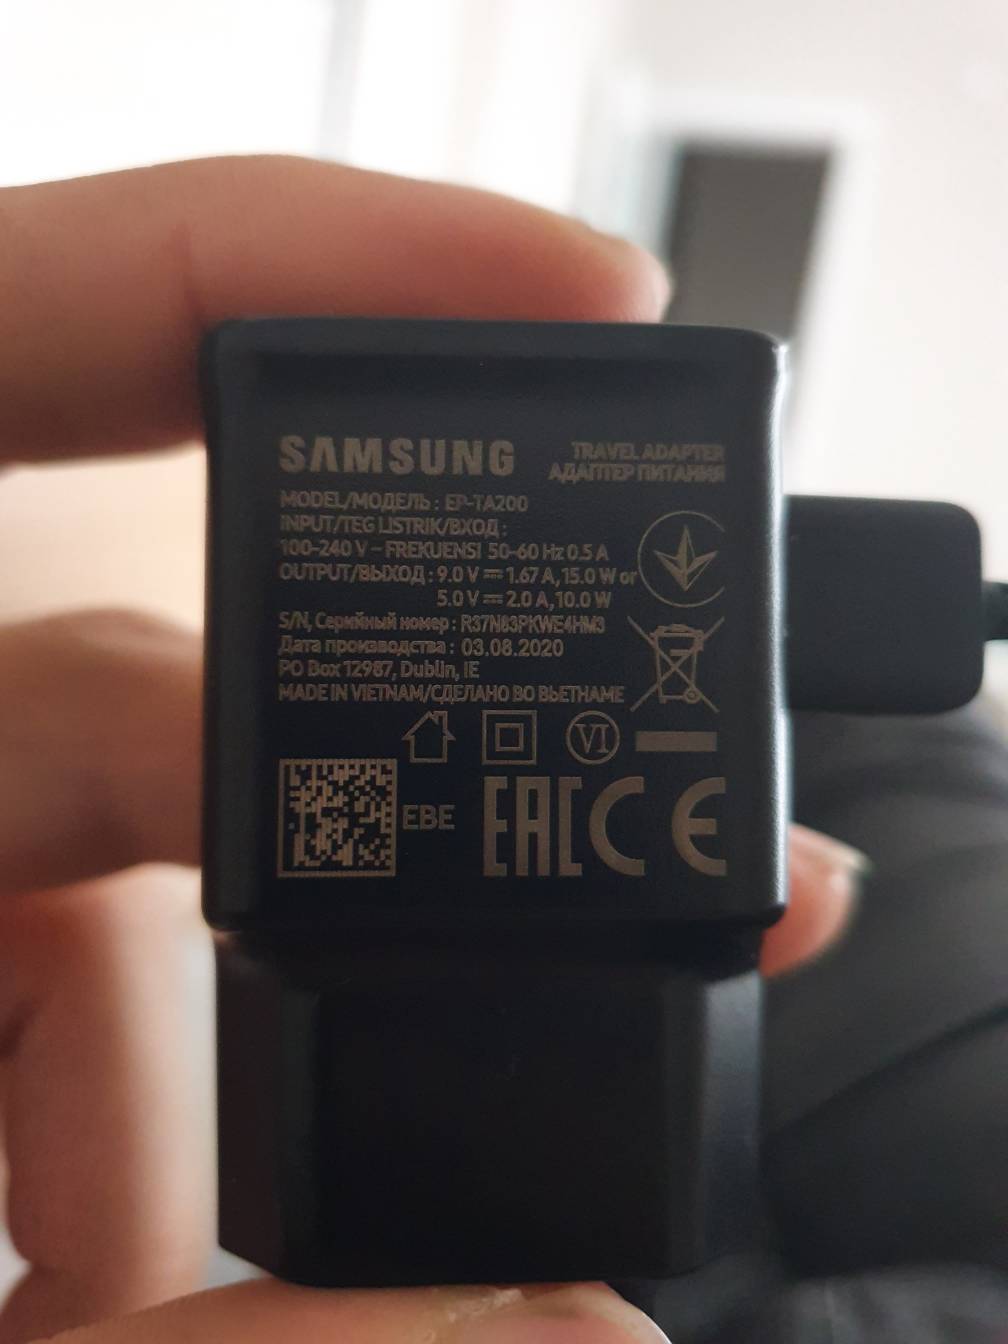 SAMSUNG
TRAVEL ADAPTER
АДАПТЕР ПИТАНИЯ
MODEL/МОДЕЛЬ : EP-TA200
INPUT/TEG LISTRIK/ВХОД :
100-240 V ~ FREKUENSI 50-60 Hz 0.5 A
OUTPUT/ВЫХОД : 9.0 V ⎓ 1.67 A, 15.0 W or
5.0 V ⎓ 2.0 A, 10.0 W
S/N, Серийный номер : R37N83PKWE4HM3
Дата производства : 03.08.2020
PO Box 12987, Dublin, IE
MADE IN VIETNAM/СДЕЛАНО ВО ВЬЕТНАМЕ
VI
EBE
EAC CE